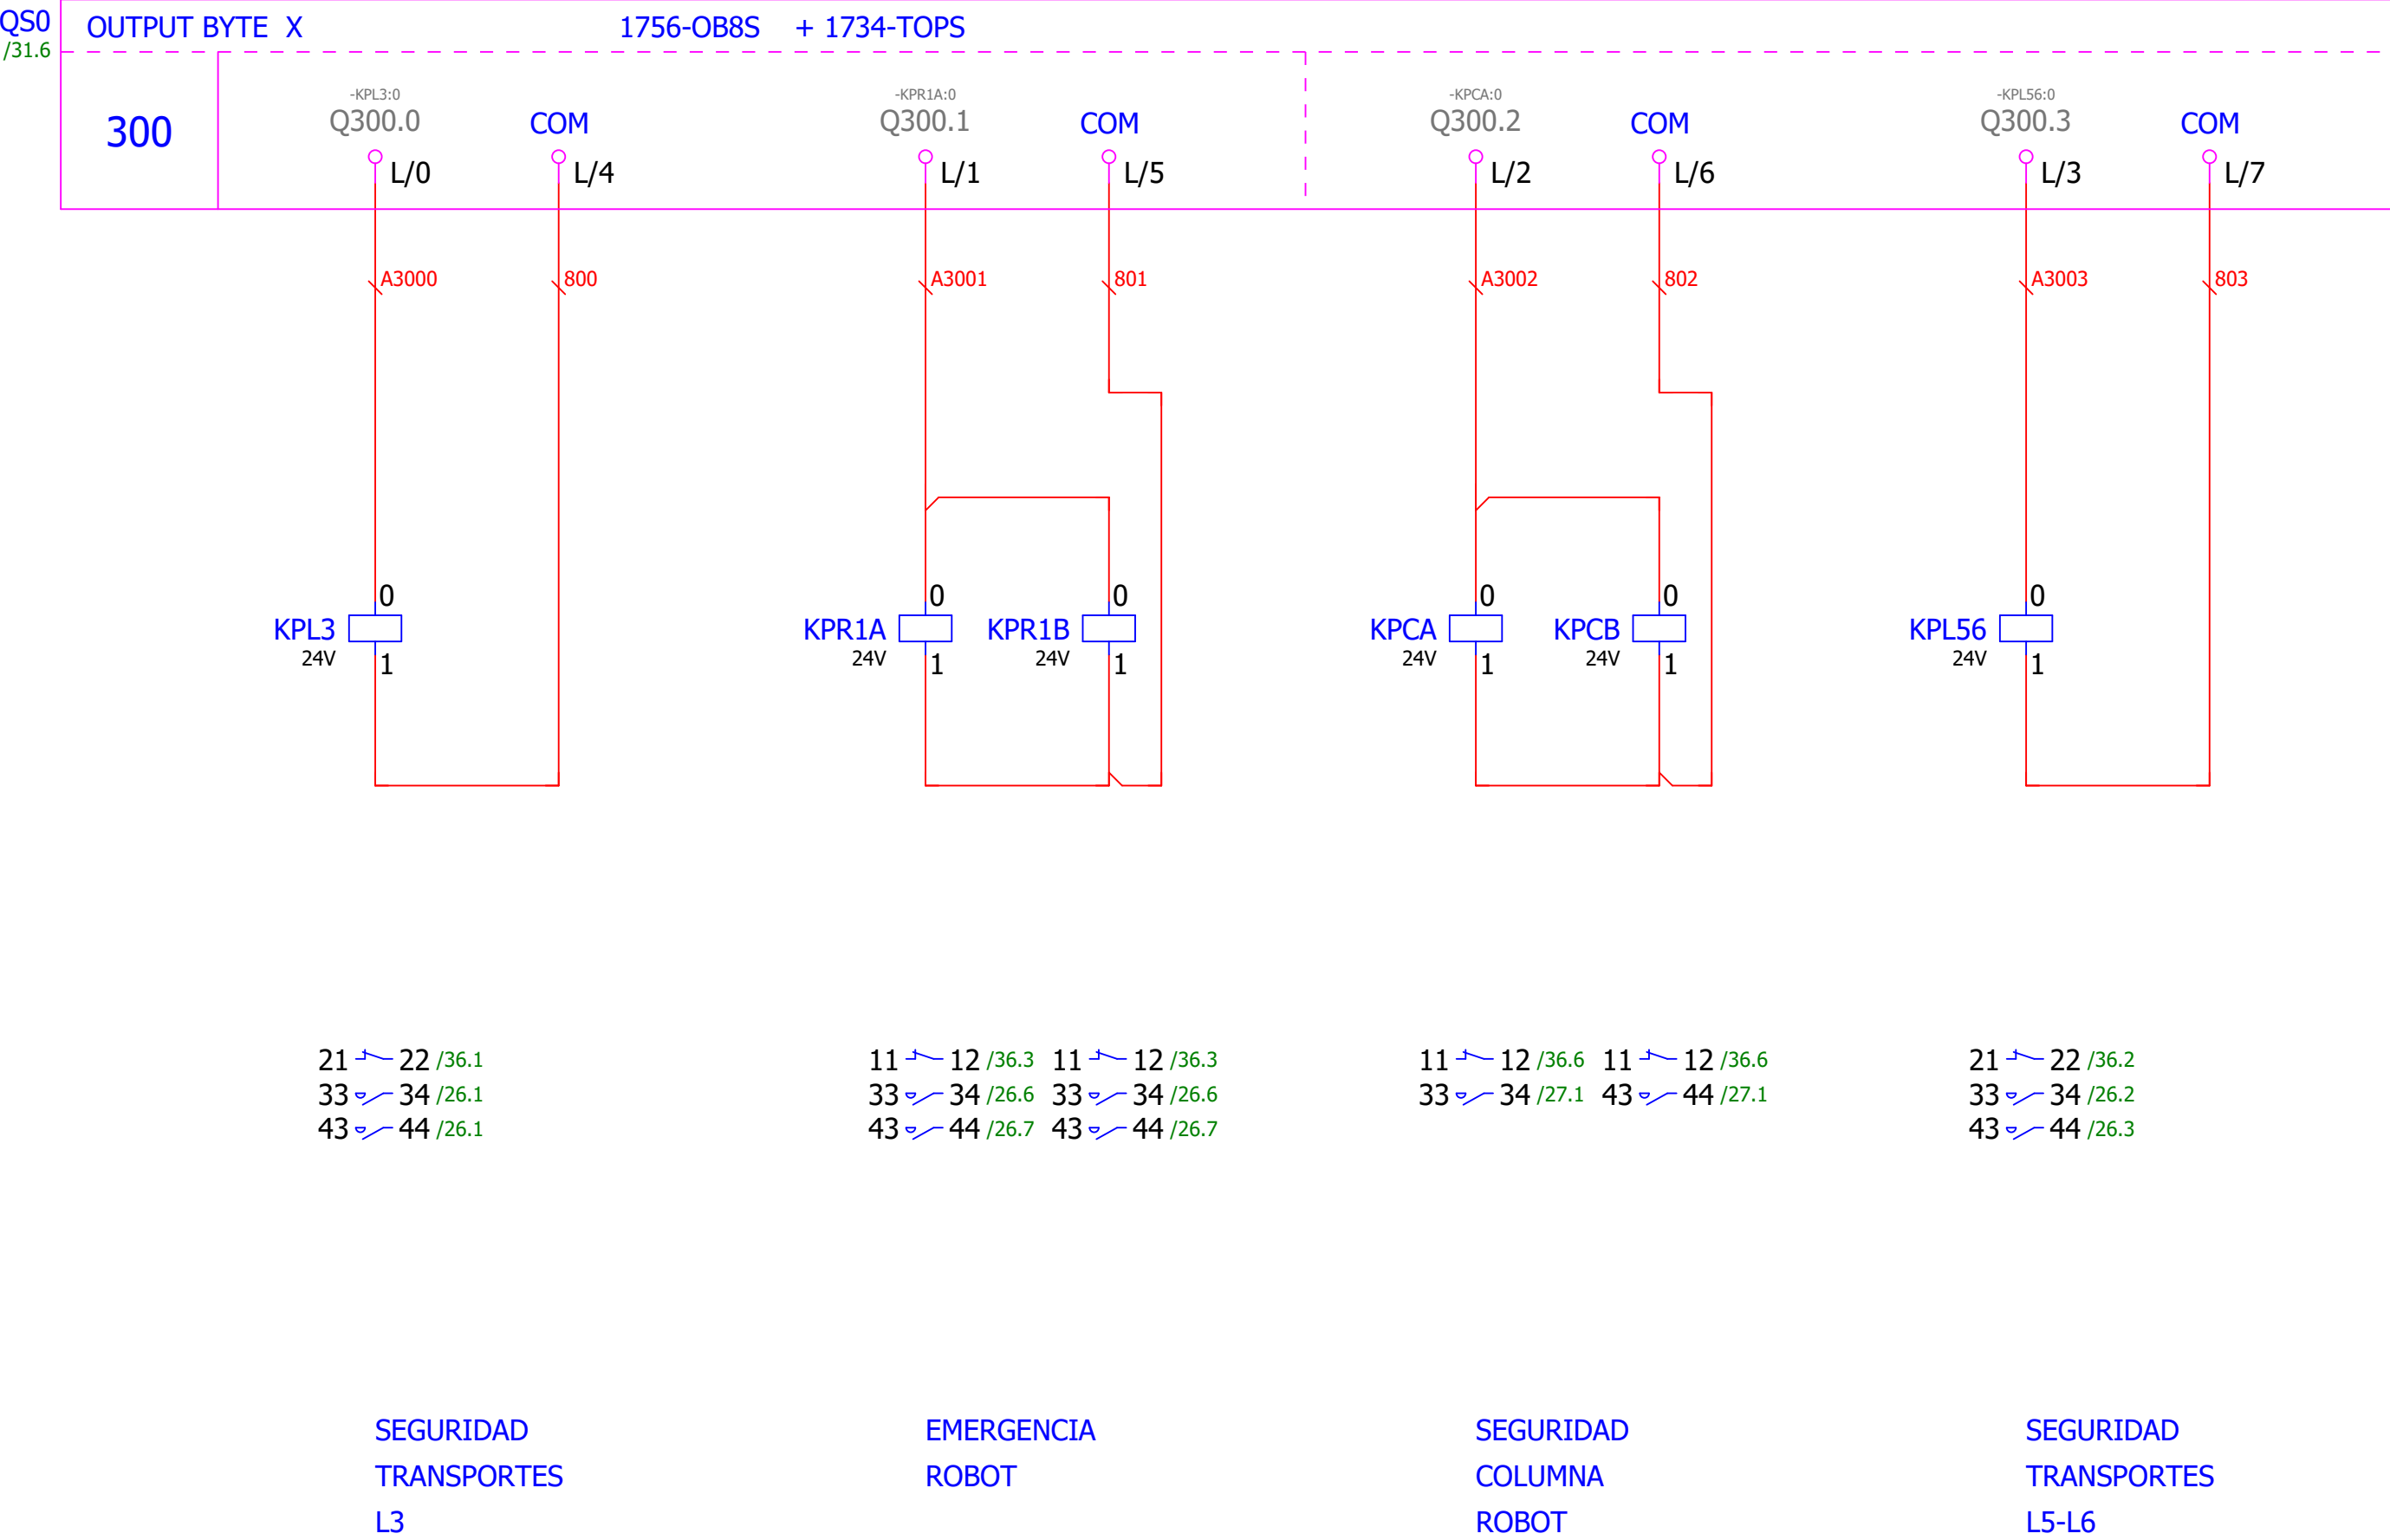 QS0 OUTPUT BYTE X 1756-OB8S + 1734-TOPS
/31.6
-KPL3:0 -KPR1A:0 -KPCA:0 -KPL56:0
300 Q300.0 COM Q300.1 COM Q300.2 COM Q300.3 COM
L/0 L/4 L/1 L/5 L/2 L/6 L/3 L/7
A3000 800 A3001 801 A3002 802 A3003 803
0 0 0 0 0 0
KPL3 KPR1A KPR1B KPCA KPCB KPL56
24V 1 24V 1 24V 1 24V 1 24V 1 24V 1
21 22 /36.1 11 12 /36.3 11 12 /36.3 11 12 /36.6 11 12 /36.6 21 22 /36.2
33 34 /26.1 33 34 /26.6 33 34 /26.6 33 34 /27.1 43 44 /27.1 33 34 /26.2
43 44 /26.1 43 44 /26.7 43 44 /26.7 43 44 /26.3
SEGURIDAD EMERGENCIA SEGURIDAD SEGURIDAD
TRANSPORTES ROBOT COLUMNA TRANSPORTES
L3 ROBOT L5-L6